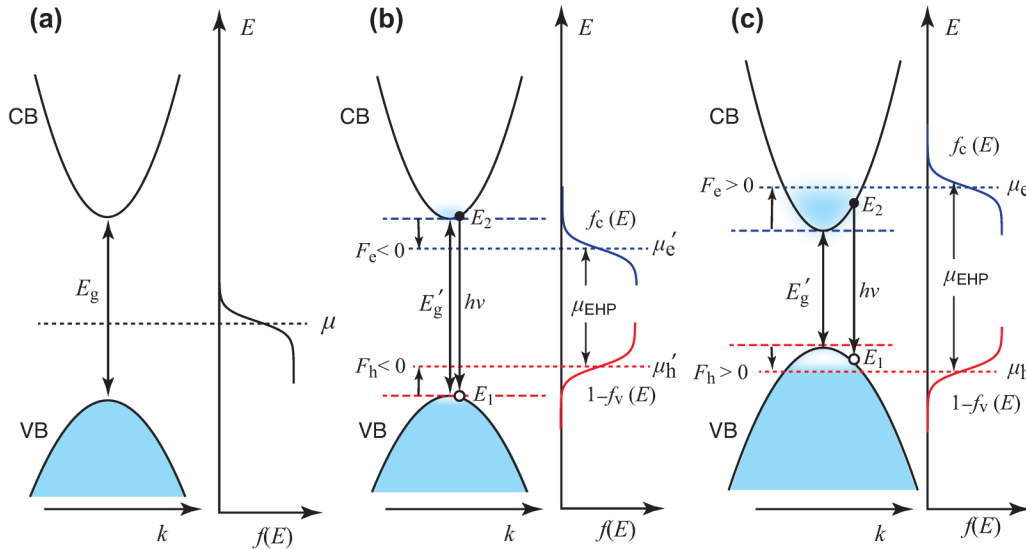 (a)
E
CB
E_g
μ
VB
k
f(E)
(b)
E
CB
f_c (E)
E_2
F_e < 0
μ_e′
E_g′
hν
μ_EHP
F_h < 0
μ_h′
E_1
1–f_v (E)
VB
k
f(E)
(c)
E
CB
f_c (E)
F_e > 0
μ_e
E_2
E_g′
hν
μ_EHP
E_1
F_h > 0
μ_h
1–f_v (E)
VB
k
f(E)